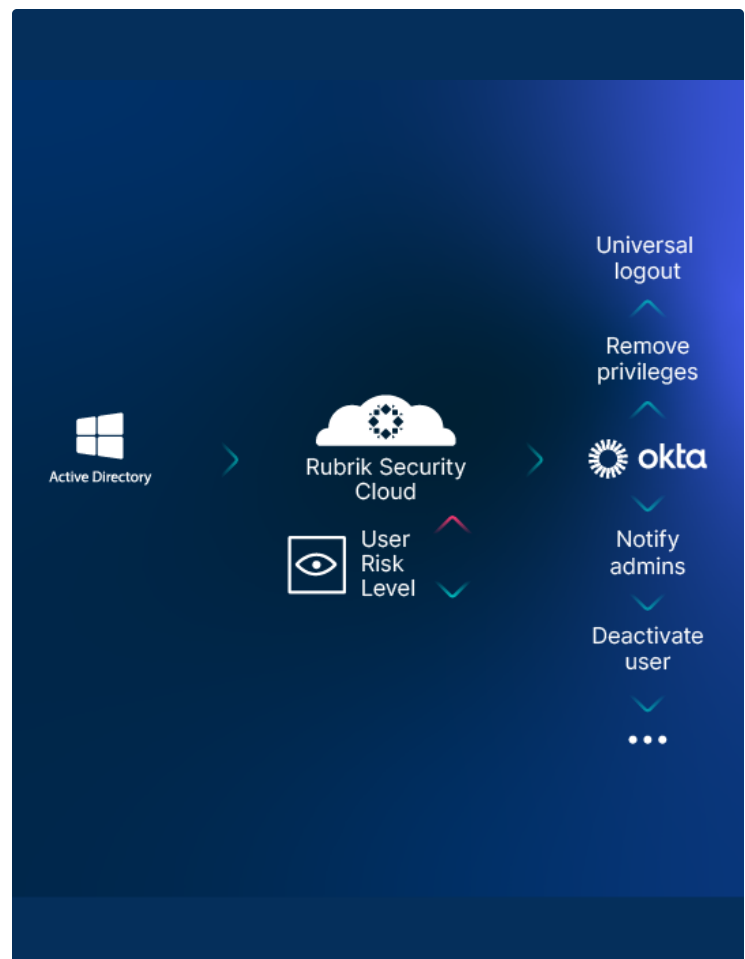 Universal
logout
Remove
privileges
Active Directory
Rubrik Security
Cloud
okta
User
Risk
Level
Notify
admins
Deactivate
user
...